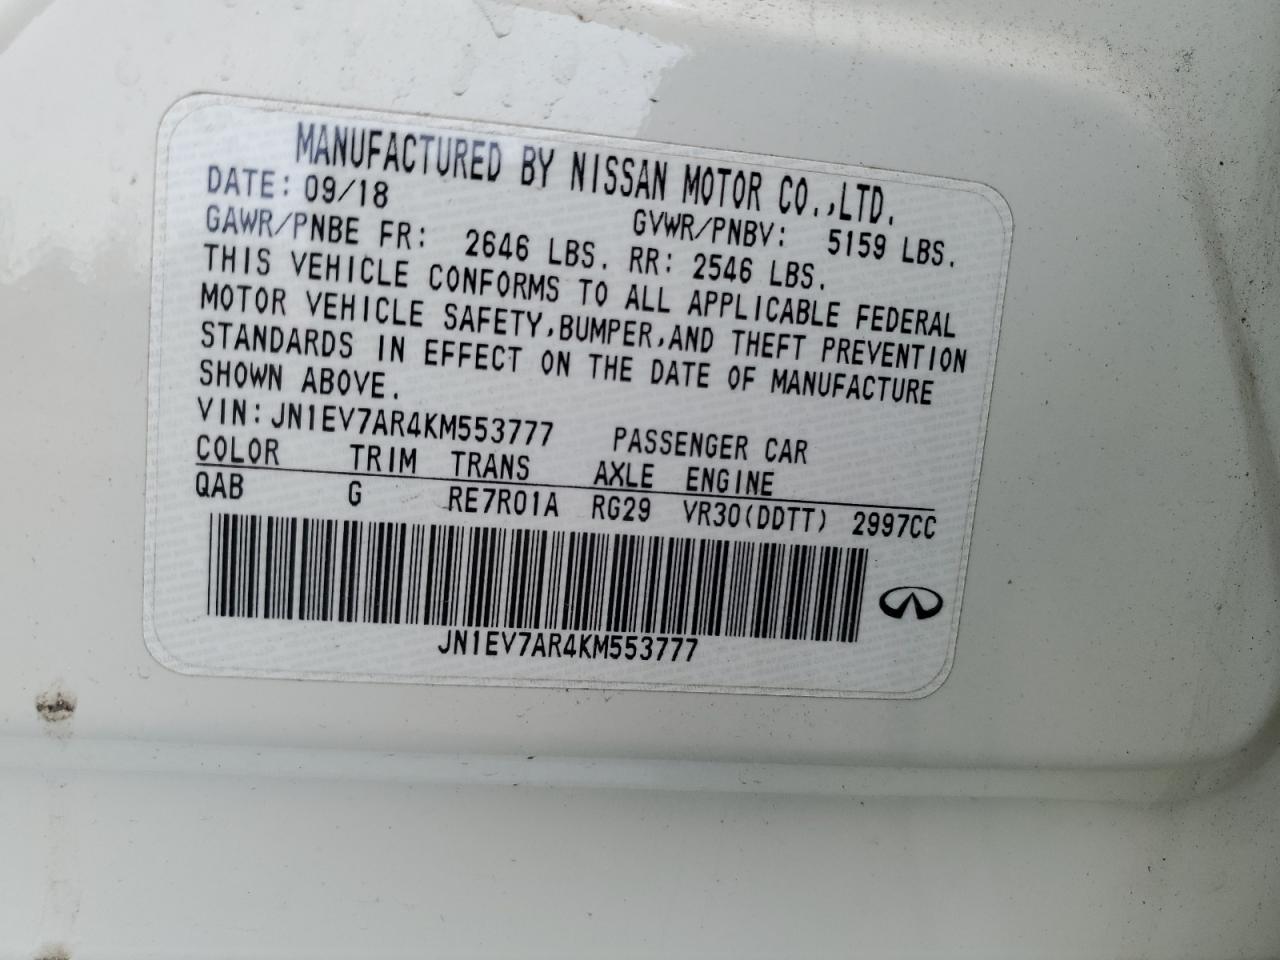 MANUFACTURED BY NISSAN MOTOR CO.,LTD.
DATE: 09/18
GVWR/PNBV: 5159 LBS.
GAWR/PNBE FR: 2646 LBS. RR: 2546 LBS.
THIS VEHICLE CONFORMS TO ALL APPLICABLE FEDERAL
MOTOR VEHICLE SAFETY,BUMPER,AND THEFT PREVENTION
STANDARDS IN EFFECT ON THE DATE OF MANUFACTURE
SHOWN ABOVE.
VIN:JN1EV7AR4KM553777 PASSENGER CAR
COLOR TRIM TRANS AXLE ENGINE
QAB G RE7R01A RG29 VR30(DDTT) 2997CC
JN1EV7AR4KM553777